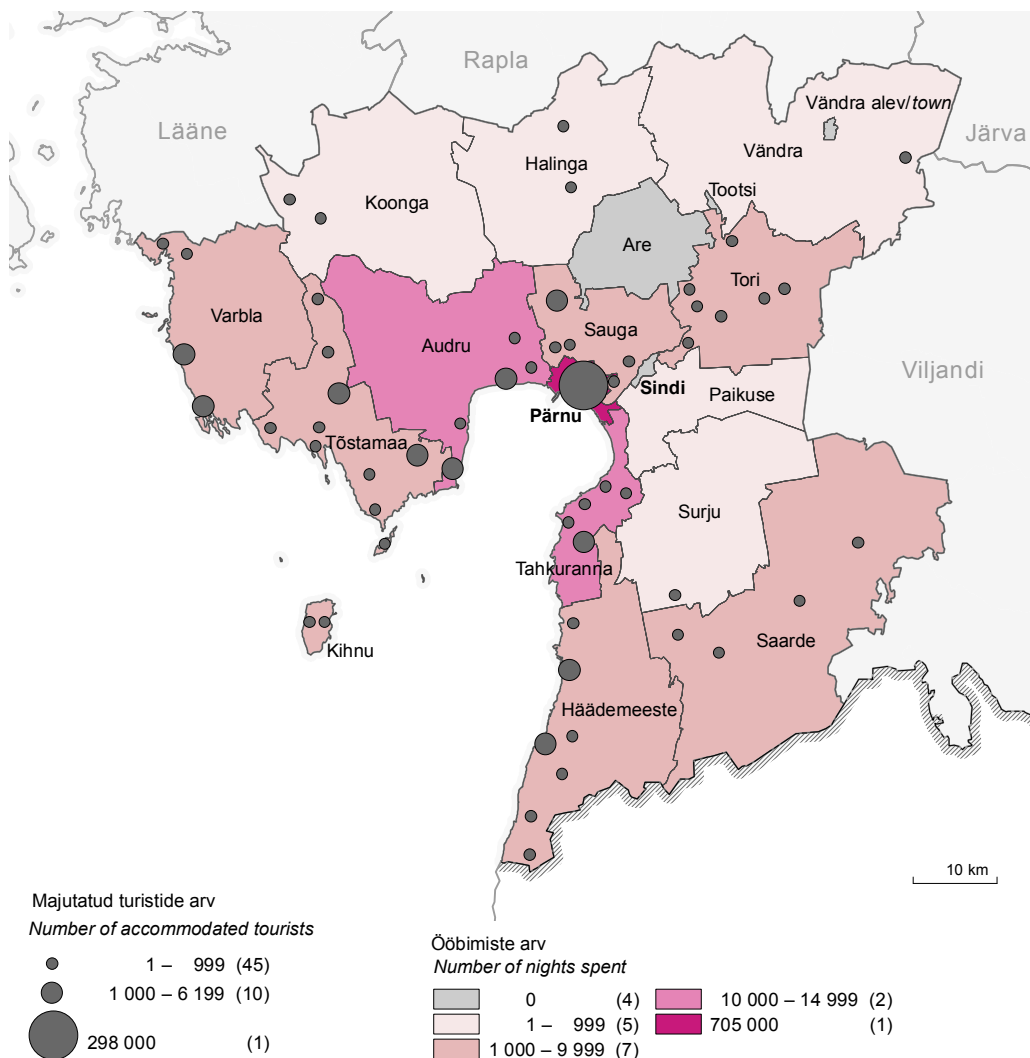 Rapla
Lääne
Vändra alev/town
Järva
Halinga
Vändra
Koonga
Tootsi
Are
Tori
Varbla
Sauga
Audru
Viljandi
Sindi
Paikuse
Pärnu
Tõstamaa
Surju
Tahkuranna
Saarde
Kihnu
Häädemeeste
10 km
Majutatud turistide arv
Number of accommodated tourists
1 – 999 (45)
1 000 – 6 199 (10)
298 000 (1)
Ööbimiste arv
Number of nights spent
0 (4)
1 – 999 (5)
1 000 – 9 999 (7)
10 000 – 14 999 (2)
705 000 (1)